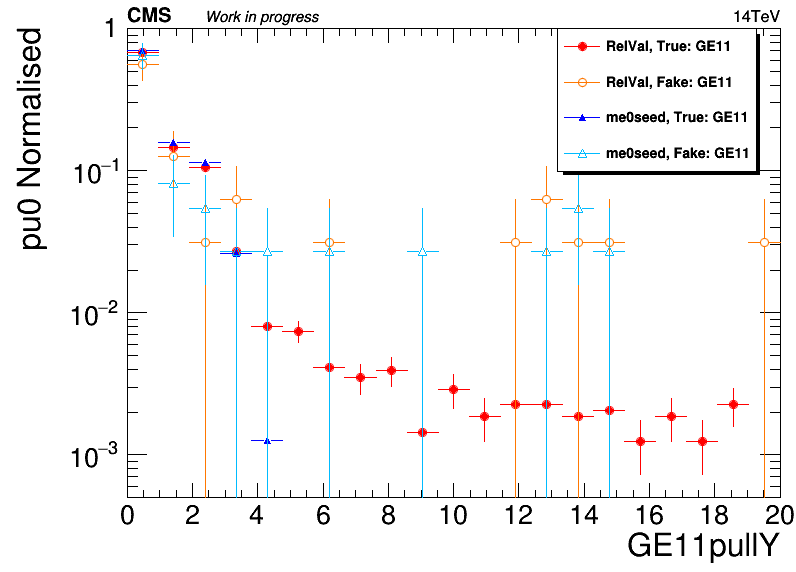 CMS Work in progress 14TeV
pu0 Normalised
1
10⁻¹
10⁻²
10⁻³
RelVal, True: GE11
RelVal, Fake: GE11
me0seed, True: GE11
me0seed, Fake: GE11
0 2 4 6 8 10 12 14 16 18 20
GE11pullY